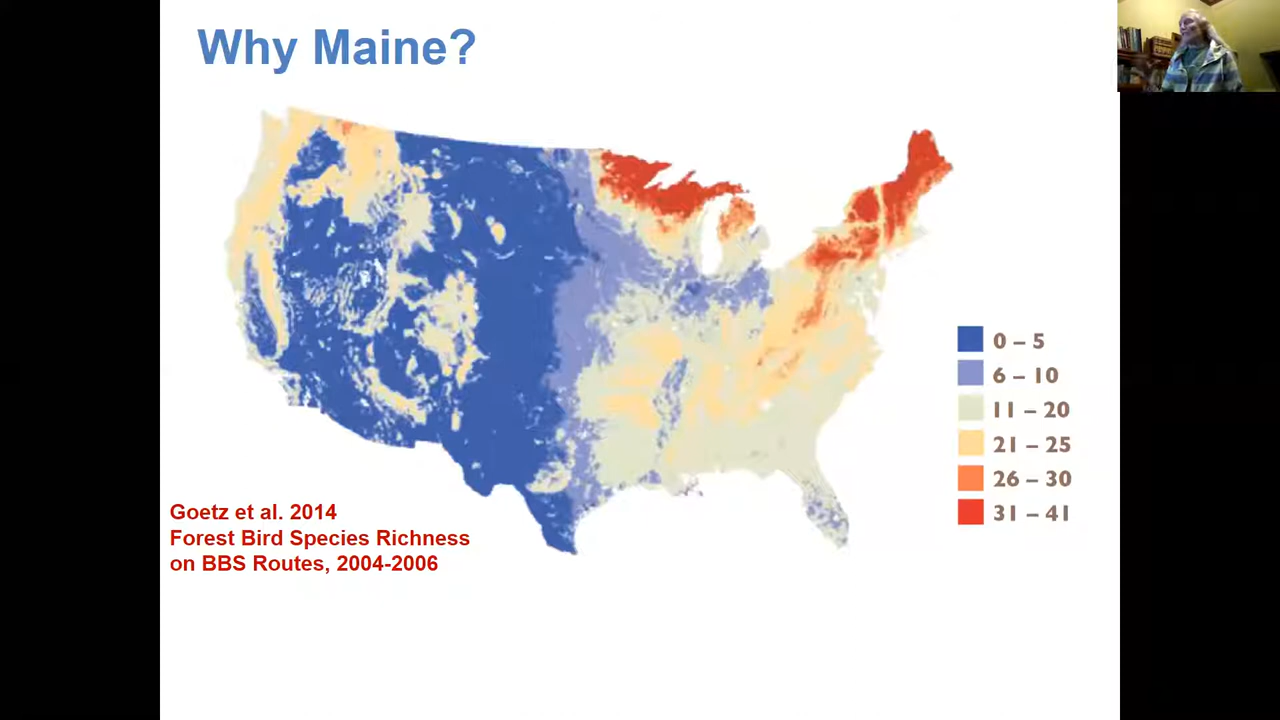 Why Maine?
0 – 5
6 – 10
11 – 20
21 – 25
26 – 30
31 – 41
Goetz et al. 2014
Forest Bird Species Richness
on BBS Routes, 2004-2006